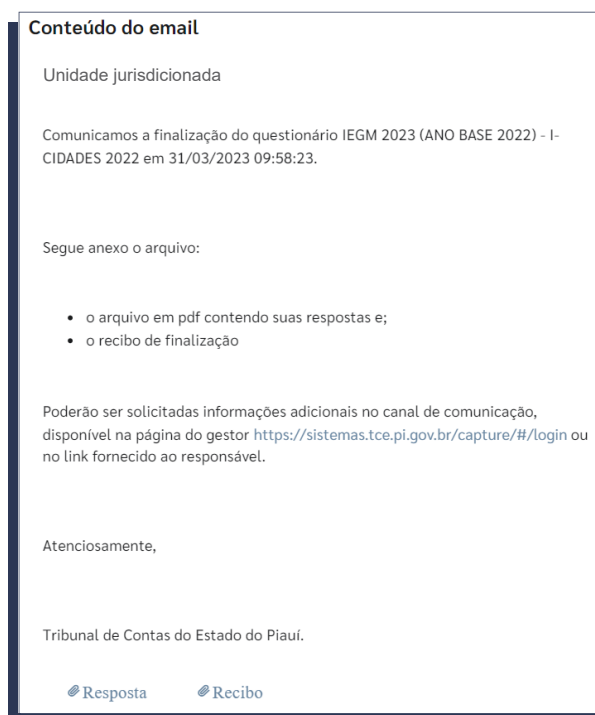 Conteúdo do email
Unidade jurisdicionada
Comunicamos a finalização do questionário IEGM 2023 (ANO BASE 2022) - I-
CIDADES 2022 em 31/03/2023 09:58:23.
Segue anexo o arquivo:
• o arquivo em pdf contendo suas respostas e;
• o recibo de finalização
Poderão ser solicitadas informações adicionais no canal de comunicação,
disponível na página do gestor https://sistemas.tce.pi.gov.br/capture/#/login ou
no link fornecido ao responsável.
Atenciosamente,
Tribunal de Contas do Estado do Piauí.
Resposta Recibo